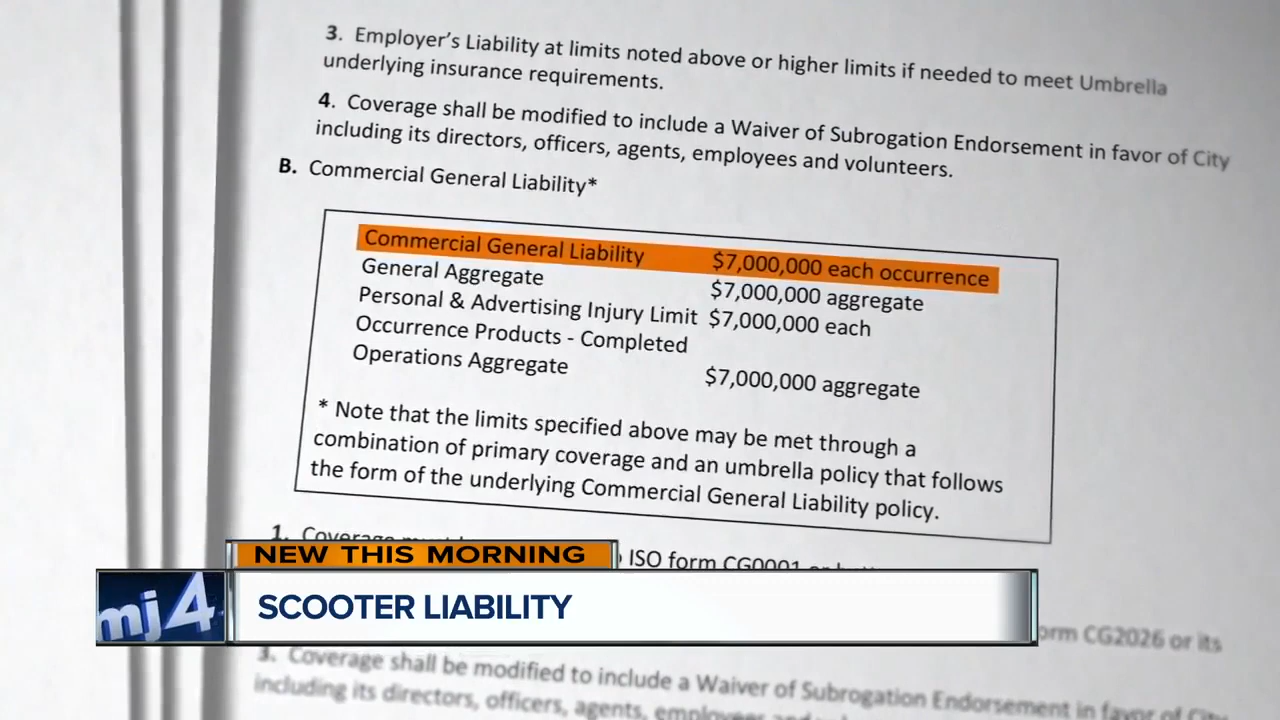 3. Employer's Liability at limits noted above or higher limits if needed to meet Umbrella
underlying insurance requirements.
4. Coverage shall be modified to include a Waiver of Subrogation Endorsement in favor of City
including its directors, officers, agents, employees and volunteers.
B. Commercial General Liability*
Commercial General Liability $7,000,000 each occurrence
General Aggregate $7,000,000 aggregate
Personal & Advertising Injury Limit $7,000,000 each
Occurrence Products - Completed
Operations Aggregate $7,000,000 aggregate
* Note that the limits specified above may be met through a
combination of primary coverage and an umbrella policy that follows
the form of the underlying Commercial General Liability policy.
1. Coverage ISO form CG0001 or
NEW THIS MORNING
mj4 SCOOTER LIABILITY
form CG2026 or its
3. Coverage shall be modified to include a Waiver of Subrogation Endorsement in favor of City
including its directors, officers, agents, employees and